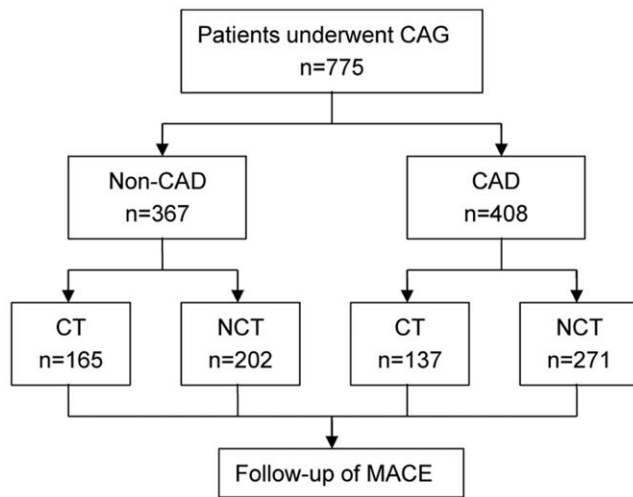 Patients underwent CAG
n=775
Non-CAD
n=367
CAD
n=408
CT
n=165
NCT
n=202
CT
n=137
NCT
n=271
Follow-up of MACE